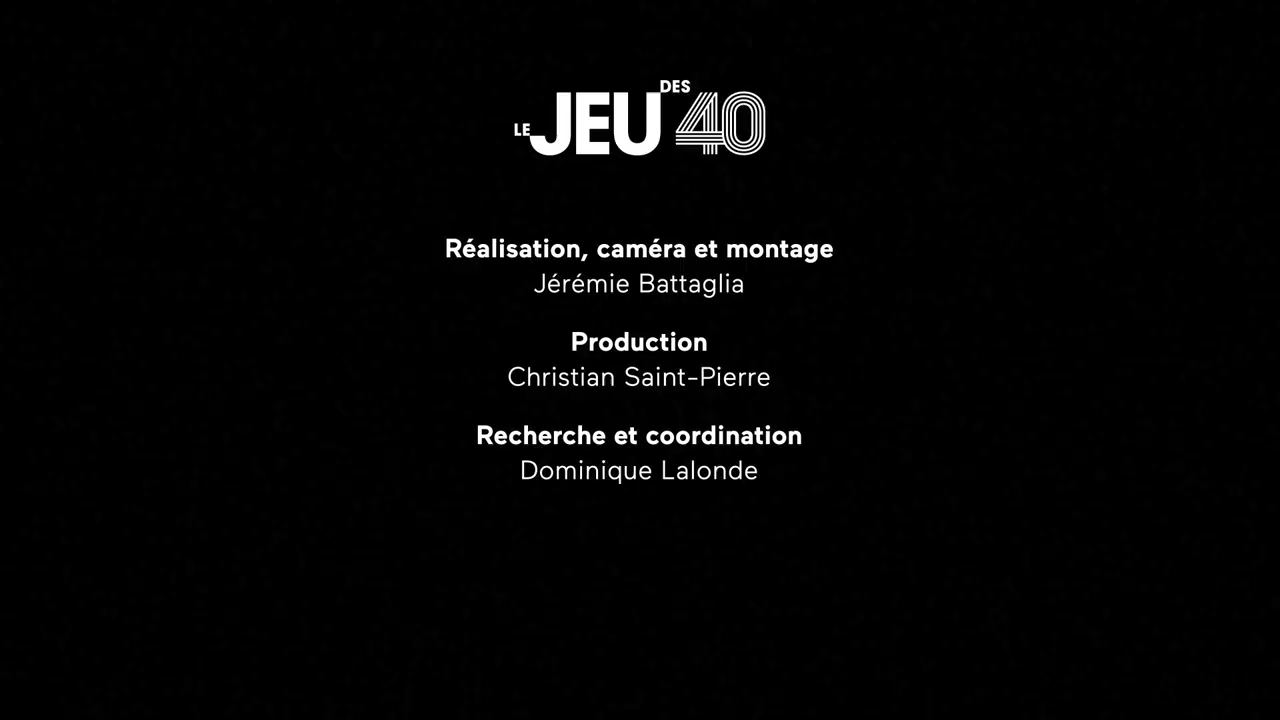 LE JEU DES 40
Réalisation, caméra et montage
Jérémie Battaglia
Production
Christian Saint-Pierre
Recherche et coordination
Dominique Lalonde